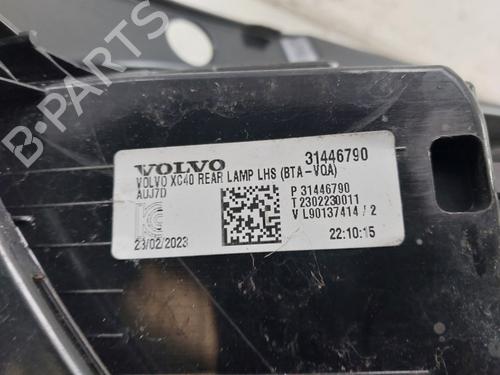 VOLVO
31446790
VOLVO XC40 REAR LAMP LHS (BTA-VOA)
AUJ7D
P 31446790
T 2302230011
V L90137414 / 2
23/02/2023
22:10:15
B PARTS